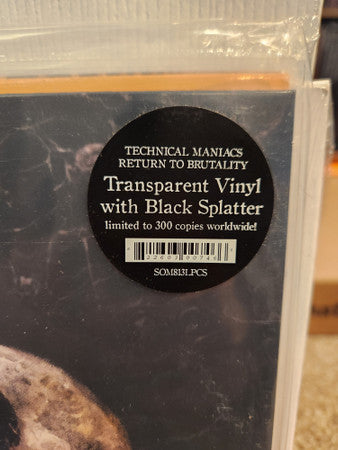 TECHNICAL MANIACS
RETURN TO BRUTALITY
Transparent Vinyl
with Black Splatter
limited to 300 copies worldwide!
SOM813LPCS